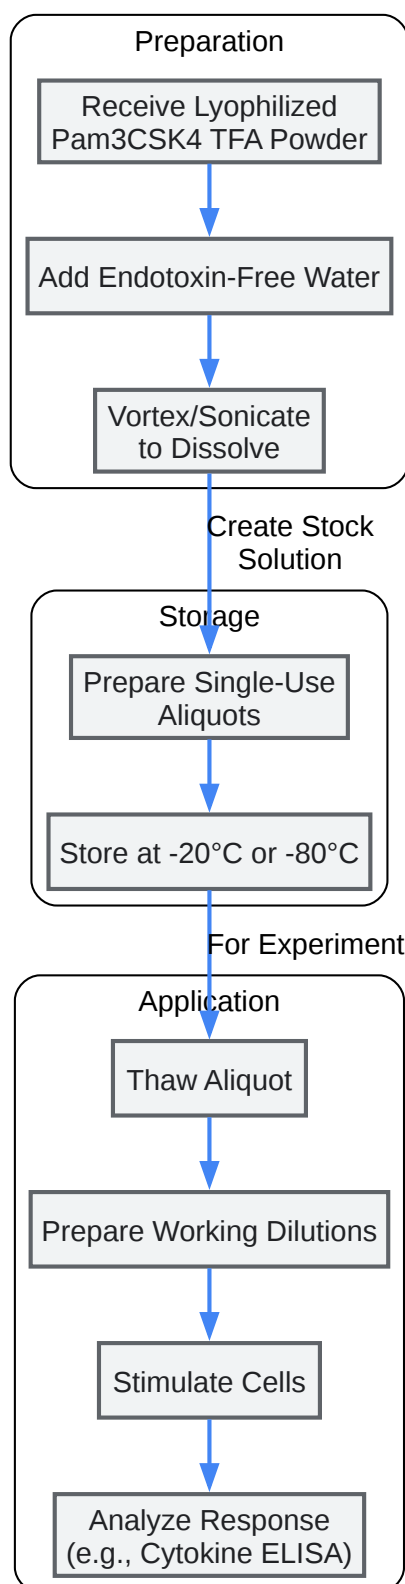 Preparation
Receive Lyophilized
Pam3CSK4 TFA Powder
Add Endotoxin-Free Water
Vortex/Sonicate
to Dissolve
Create Stock
Solution
Storage
Prepare Single-Use
Aliquots
Store at -20°C or -80°C
For Experiment
Application
Thaw Aliquot
Prepare Working Dilutions
Stimulate Cells
Analyze Response
(e.g., Cytokine ELISA)